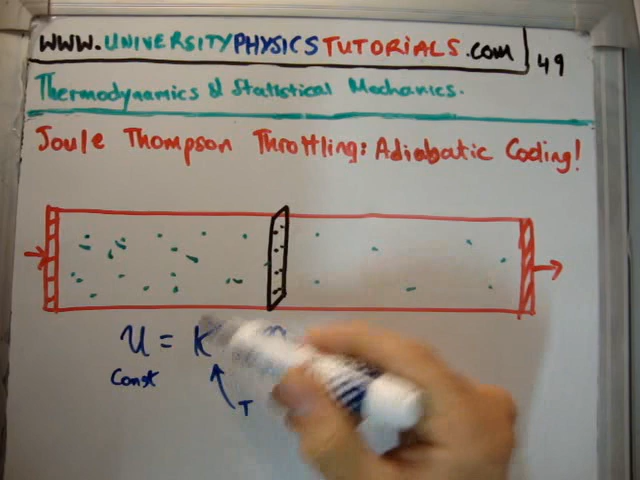 WWW.UNIVERSITYPHYSICSTUTORIALS.COM 49
Thermodynamics & Statistical Mechanics.
Joule Thompson Throttling: Adiabatic Cooling!
U = K
Const
T